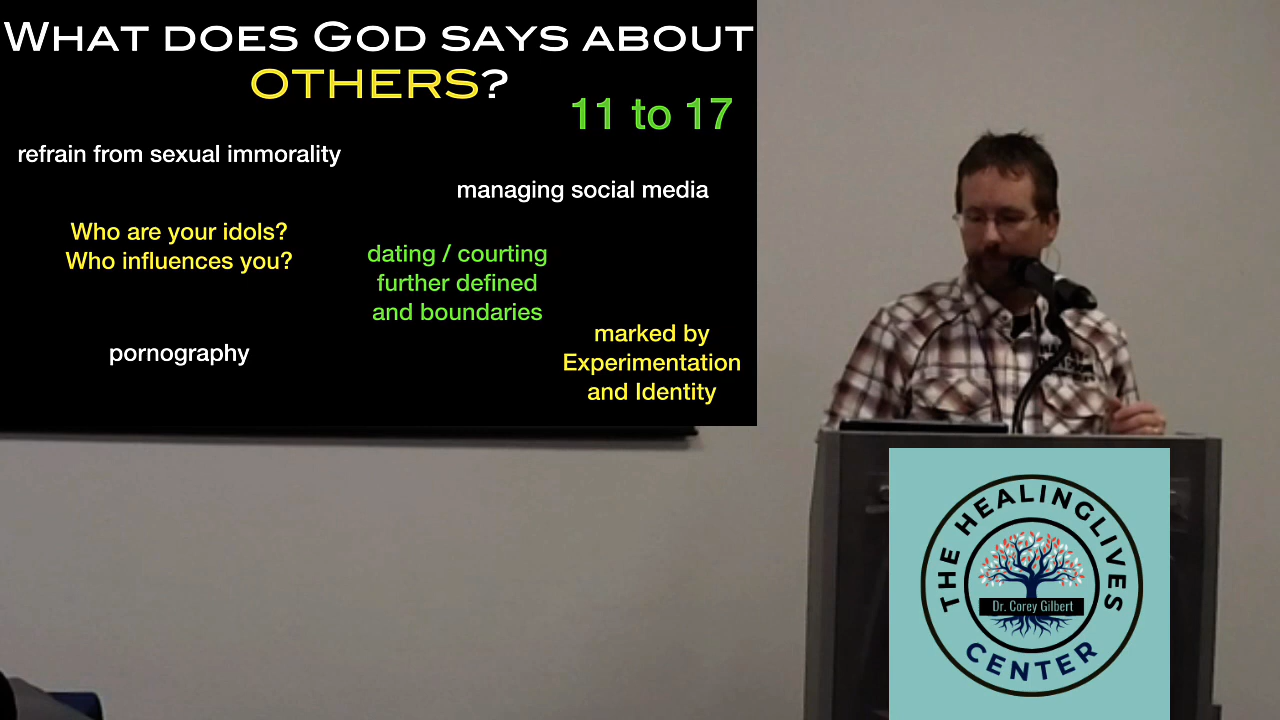 WHAT DOES GOD SAYS ABOUT
OTHERS?
11 to 17
refrain from sexual immorality
managing social media
Who are your idols?
Who influences you?
dating / courting
further defined
and boundaries
marked by
Experimentation
and Identity
pornography
THE HEALINGLIVES
Dr. Corey Gilbert
CENTER